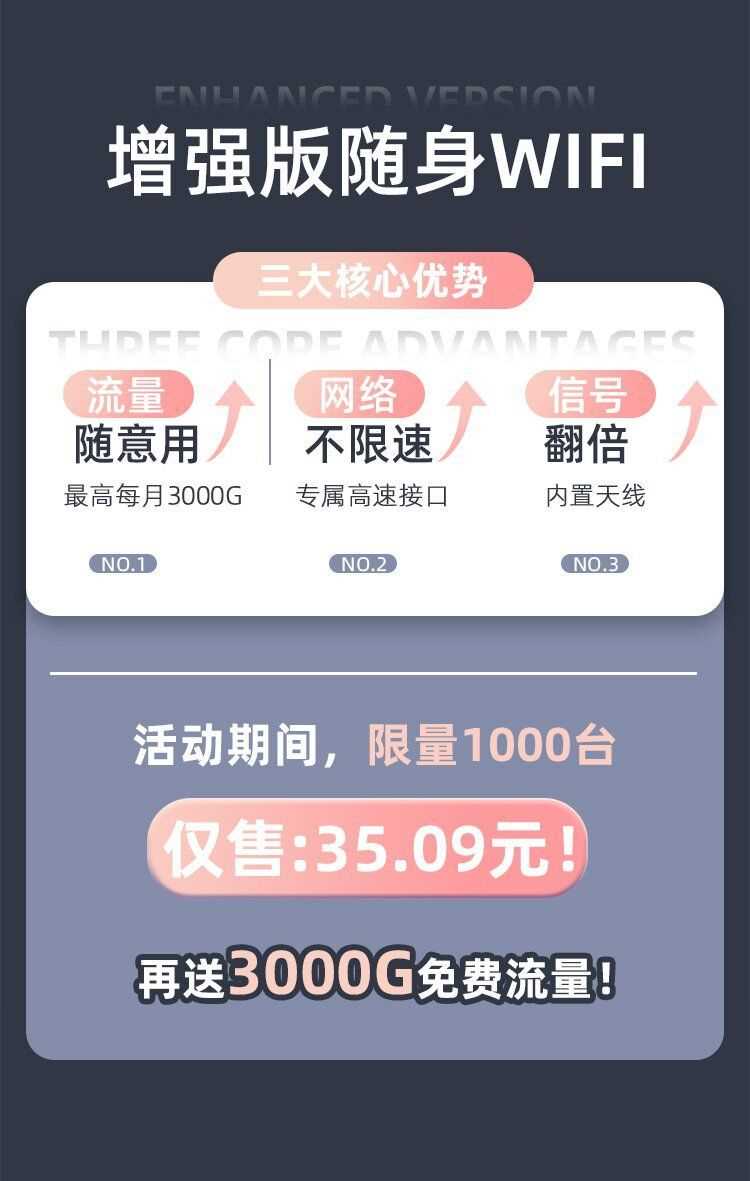 ENHANCED VERSION
增强版随身WIFI
三大核心优势
THREE CORE ADVANTAGES
流量
随意用
最高每月3000G
NO.1
网络
不限速
专属高速接口
NO.2
信号
翻倍
内置天线
NO.3
活动期间，限量1000台
仅售:35.09元!
再送3000G免费流量!